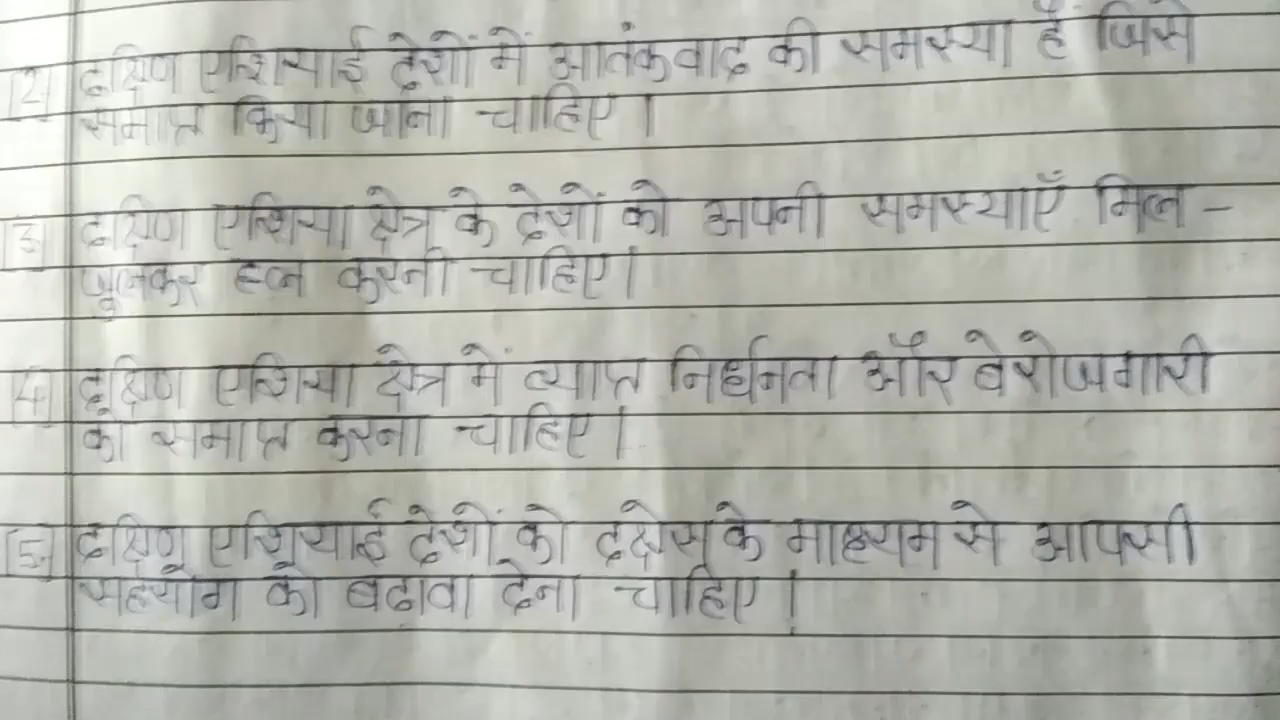 2 दक्षिण एशियाई देशों में आतंकवाद की समस्या है जिसे
समाप्त किया जाना चाहिए।
3 दक्षिण एशिया क्षेत्र के देशों को अपनी समस्याएँ मिल -
जुलकर हल करनी चाहिए।
4 दक्षिण एशिया क्षेत्र में व्याप्त निर्धनता और बेरोजगारी
को समाप्त करना चाहिए।
5. दक्षिण एशियाई देशों को दक्षेस के माध्यम से आपसी
सहयोग को बढावा देना चाहिए।